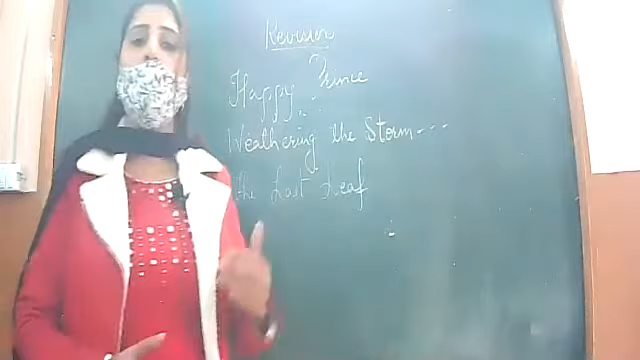 Revision
Happy Prince
Weathering the Storm---
The Last Leaf